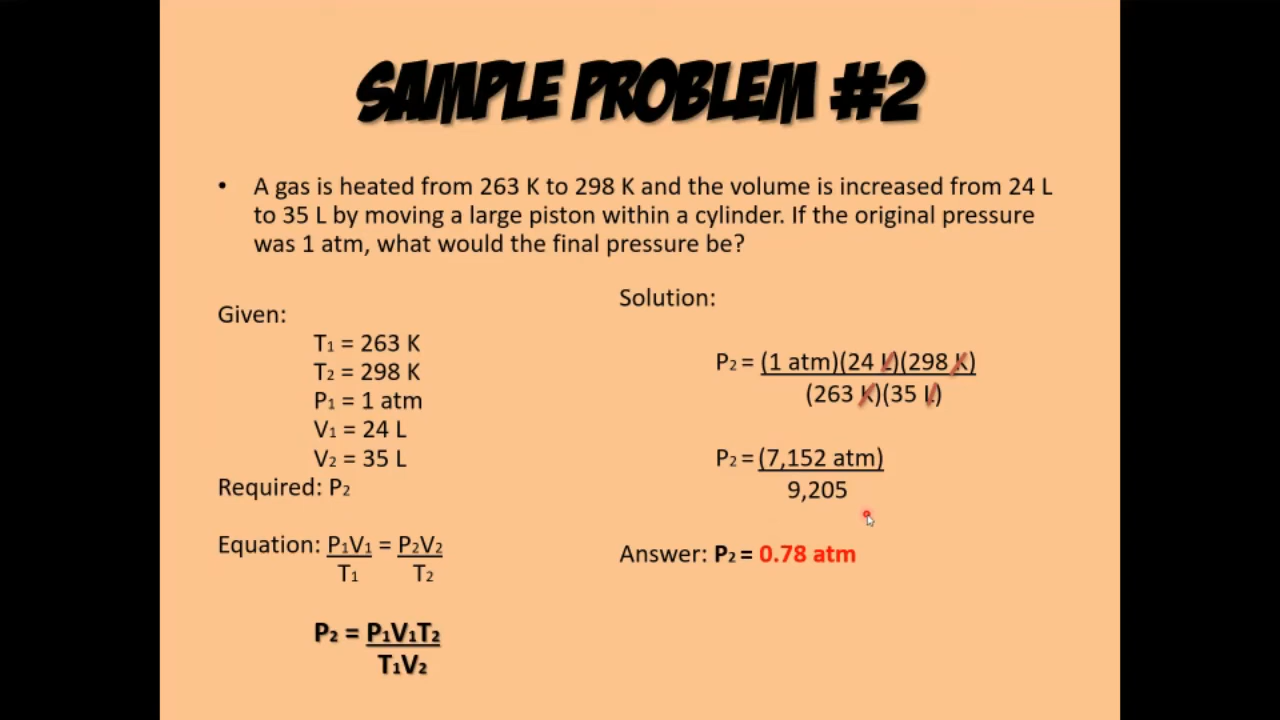 SAMPLE PROBLEM #2
• A gas is heated from 263 K to 298 K and the volume is increased from 24 L
to 35 L by moving a large piston within a cylinder. If the original pressure
was 1 atm, what would the final pressure be?
Given:
T₁ = 263 K
T₂ = 298 K
P₁ = 1 atm
V₁ = 24 L
V₂ = 35 L
Required: P₂
Equation: P₁V₁ = P₂V₂
T₁ T₂
P₂ = P₁V₁T₂
T₁V₂
Solution:
P₂ = (1 atm)(24 L)(298 K)
(263 K)(35 L)
P₂ = (7,152 atm)
9,205
Answer: P₂ = 0.78 atm